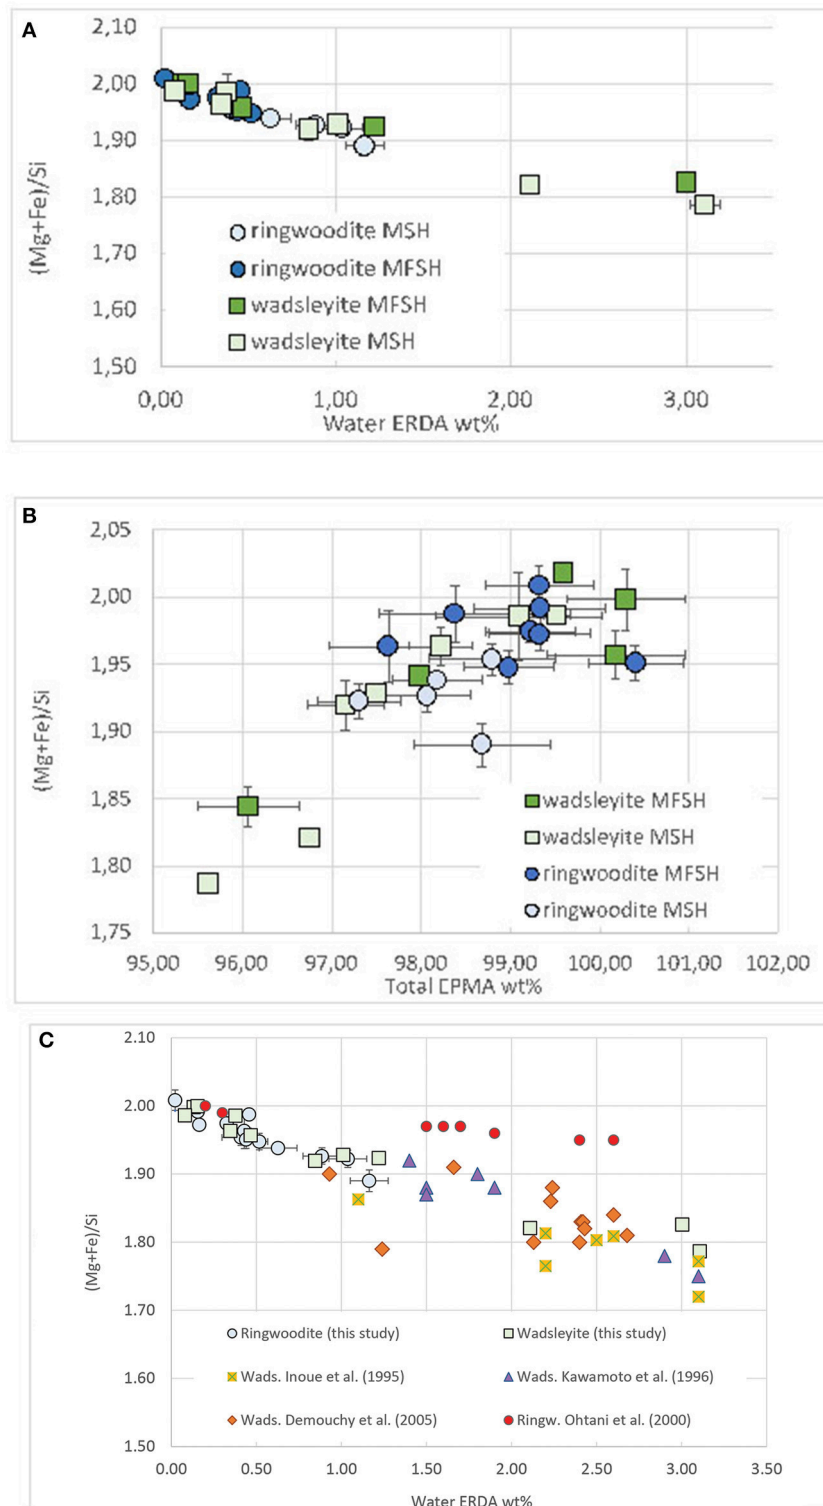 A
2,10
2,00
1,90
1,80
1,70
1,60
1,50
(Mg+Fe)/Si
ringwoodite MSH
ringwoodite MFSH
wadsleyite MFSH
wadsleyite MSH
0,00 1,00 2,00 3,00
Water ERDA wt%
B
2,05
2,00
1,95
1,90
1,85
1,80
1,75
(Mg+Fe)/Si
wadsleyite MFSH
wadsleyite MSH
ringwoodite MFSH
ringwoodite MSH
95,00 96,00 97,00 98,00 99,00 100,00 101,00 102,00
Total EPMA wt%
C
2.10
2.00
1.90
1.80
1.70
1.60
1.50
(Mg+Fe)/Si
Ringwoodite (this study) Wadsleyite (this study)
Wads. Inoue et al. (1995) Wads. Kawamoto et al. (1996)
Wads. Demouchy et al. (2005) Ringw. Ohtani et al. (2000)
0.00 0.50 1.00 1.50 2.00 2.50 3.00 3.50
Water ERDA wt%